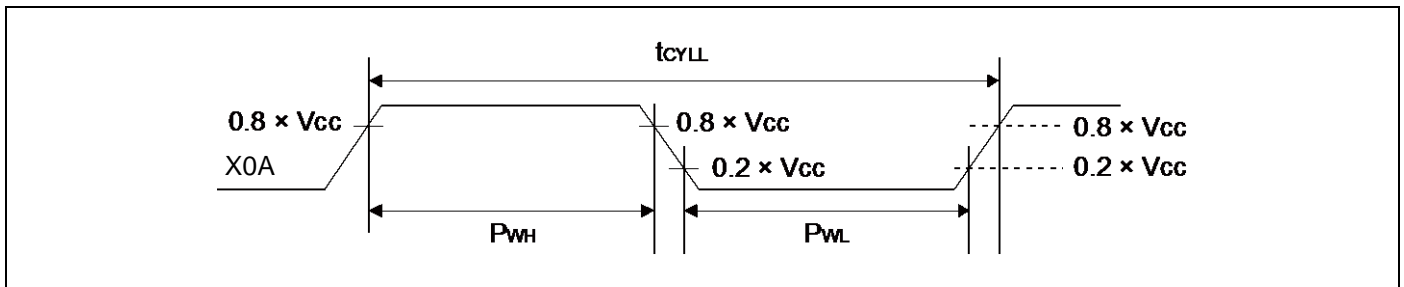 tCYLL
0.8 × Vcc
0.8 × Vcc
0.8 × Vcc
X0A
0.2 × Vcc
0.2 × Vcc
PWH
PWL